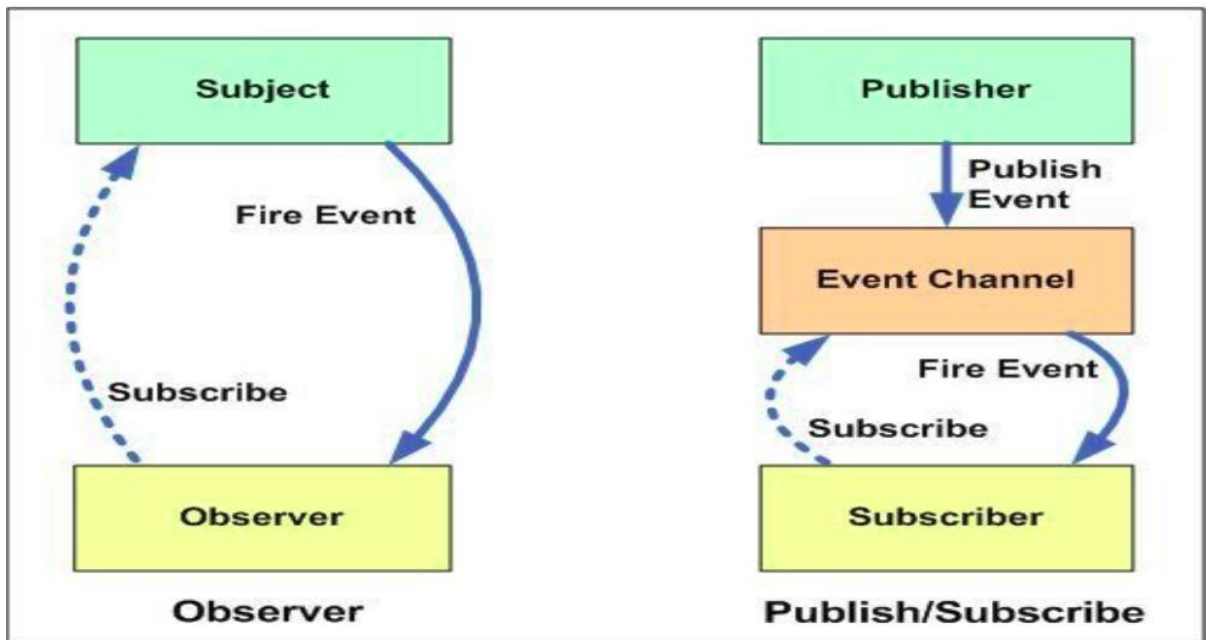 Subject
Fire Event
Subscribe
Observer
Observer
Publisher
Publish
Event
Event Channel
Fire Event
Subscribe
Subscriber
Publish/Subscribe